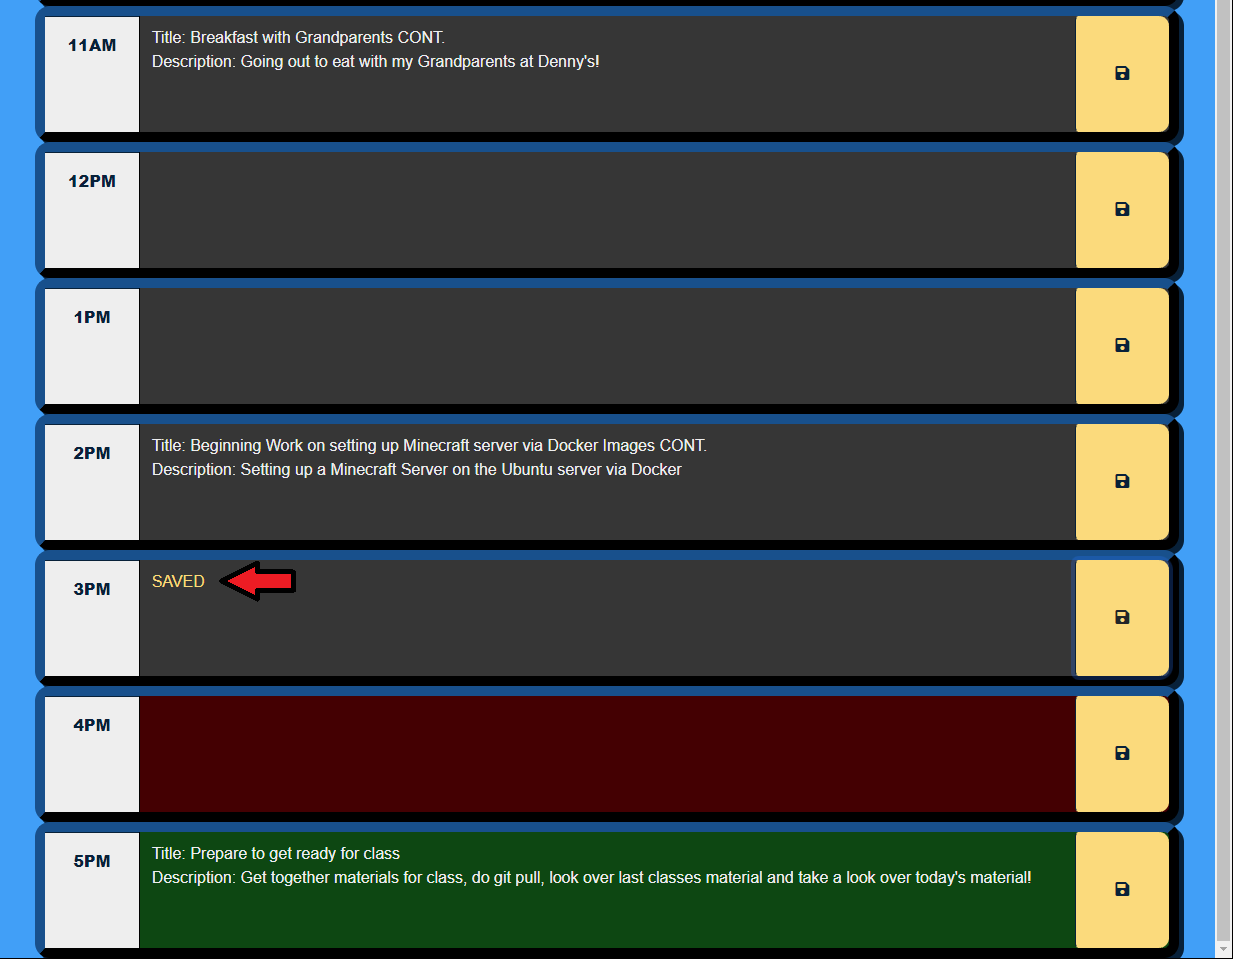 11AM
Title: Breakfast with Grandparents CONT.
Description: Going out to eat with my Grandparents at Denny's!
12PM
1PM
2PM
Title: Beginning Work on setting up Minecraft server via Docker Images CONT.
Description: Setting up a Minecraft Server on the Ubuntu server via Docker
3PM
SAVED
4PM
5PM
Title: Prepare to get ready for class
Description: Get together materials for class, do git pull, look over last classes material and take a look over today's material!